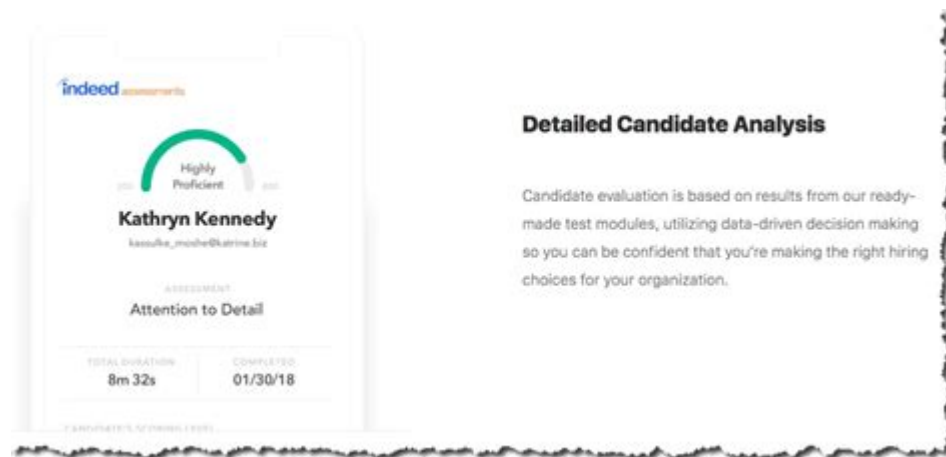 indeed assessments
Highly
Proficient
Kathryn Kennedy
kassulke_moshe@katrine.biz
ASSESSMENT
Attention to Detail
TOTAL DURATION
COMPLETED
8m 32s
01/30/18
CANDIDATE'S SCORING LEVEL
Detailed Candidate Analysis
Candidate evaluation is based on results from our ready-
made test modules, utilizing data-driven decision making
so you can be confident that you're making the right hiring
choices for your organization.